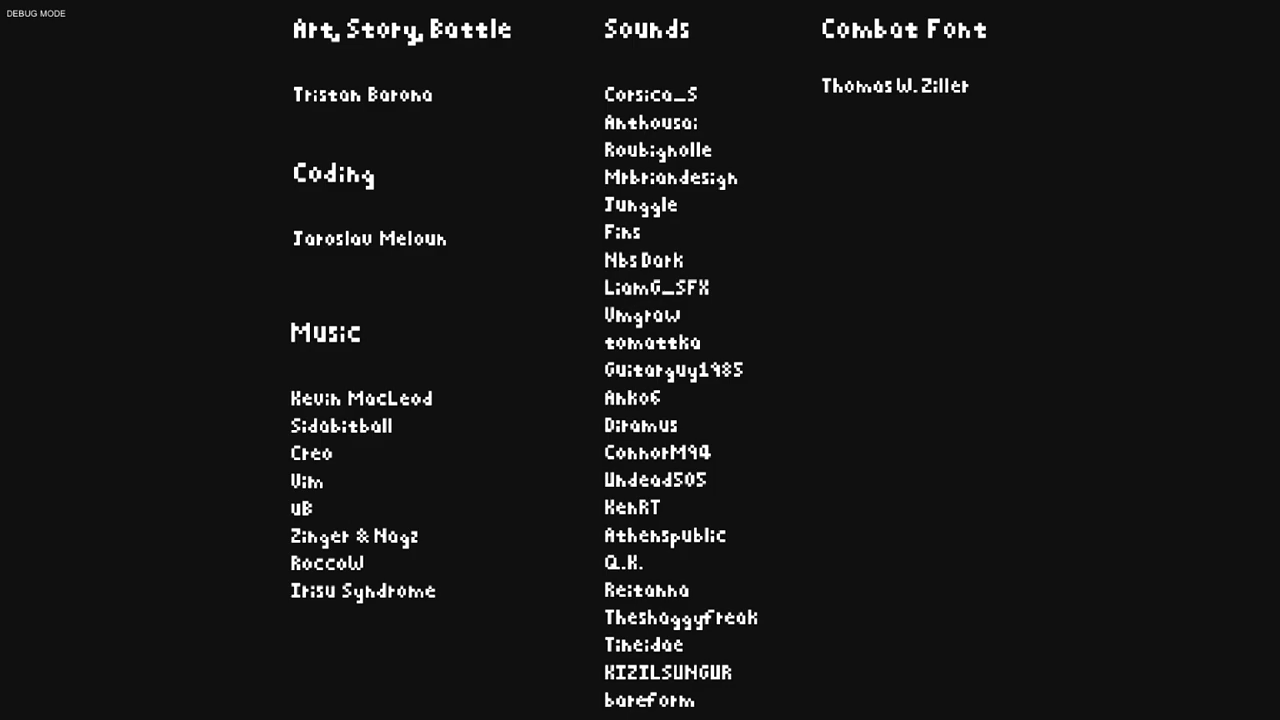 DEBUG MODE
Art, Story, Battle
Tristan Barona
Coding
Jaroslav Meloun
Music
Kevin MacLeod
Sidabitball
Creo
Vim
uB
Zinger & Nagz
RoccoW
Irisu Syndrome
Sounds
Corsica_S
Anthousai
Roubignolle
Mrbriandesign
Junggle
Fins
NbsDark
LiamG_SFX
Vmgraw
tomattka
Guitarguy1985
Anko6
Diramus
ConnorM94
Undead505
KenRT
Athenspublic
Q.K.
Reitanna
Theshaggyfreak
Tineidae
KIZILSUNGUR
bareform
Combat Font
Thomas W. Ziller